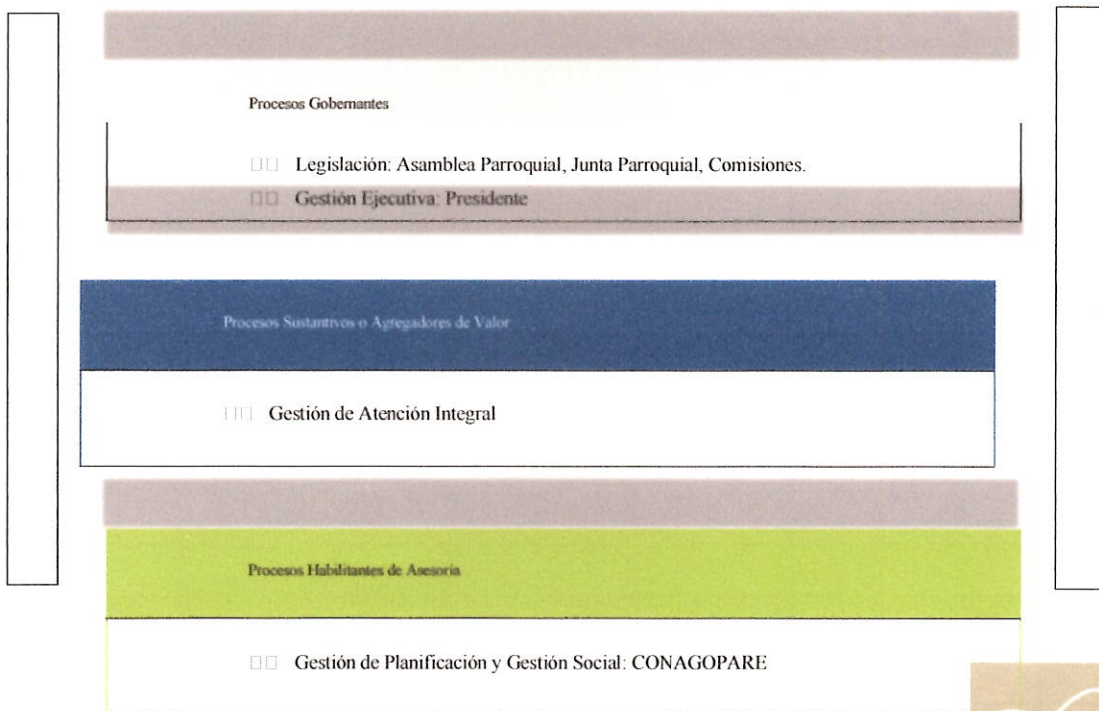 Procesos Gobernantes
Legislación: Asamblea Parroquial, Junta Parroquial, Comisiones.
Gestión Ejecutiva: Presidente
Procesos Sustantivos o Agregadores de Valor
Gestión de Atención Integral
Procesos Habilitantes de Asesoria
Gestión de Planificación y Gestión Social: CONAGOPARE